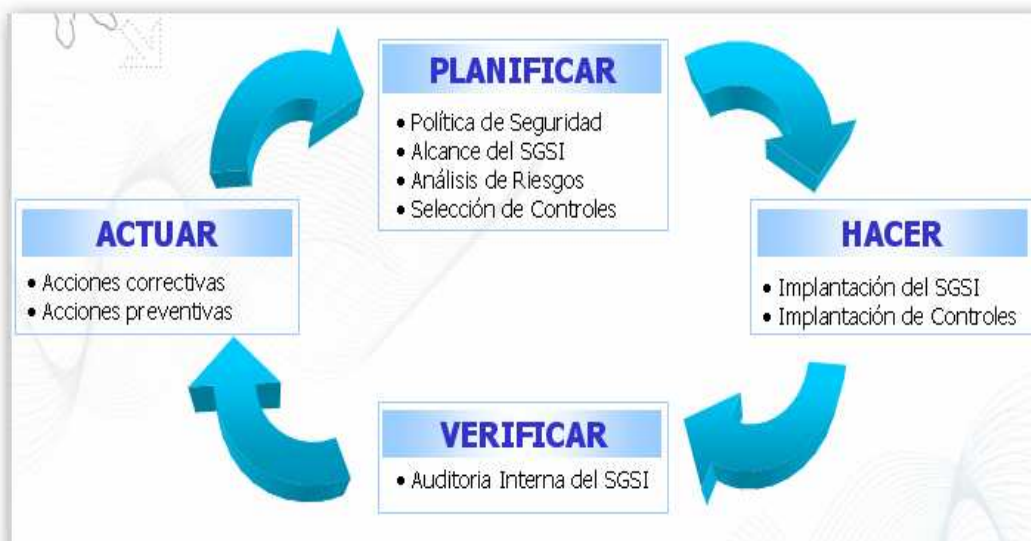 PLANIFICAR
• Política de Seguridad
• Alcance del SGSI
• Análisis de Riesgos
• Selección de Controles
HACER
• Implantación del SGSI
• Implantación de Controles
VERIFICAR
• Auditoria Interna del SGSI
ACTUAR
• Acciones correctivas
• Acciones preventivas